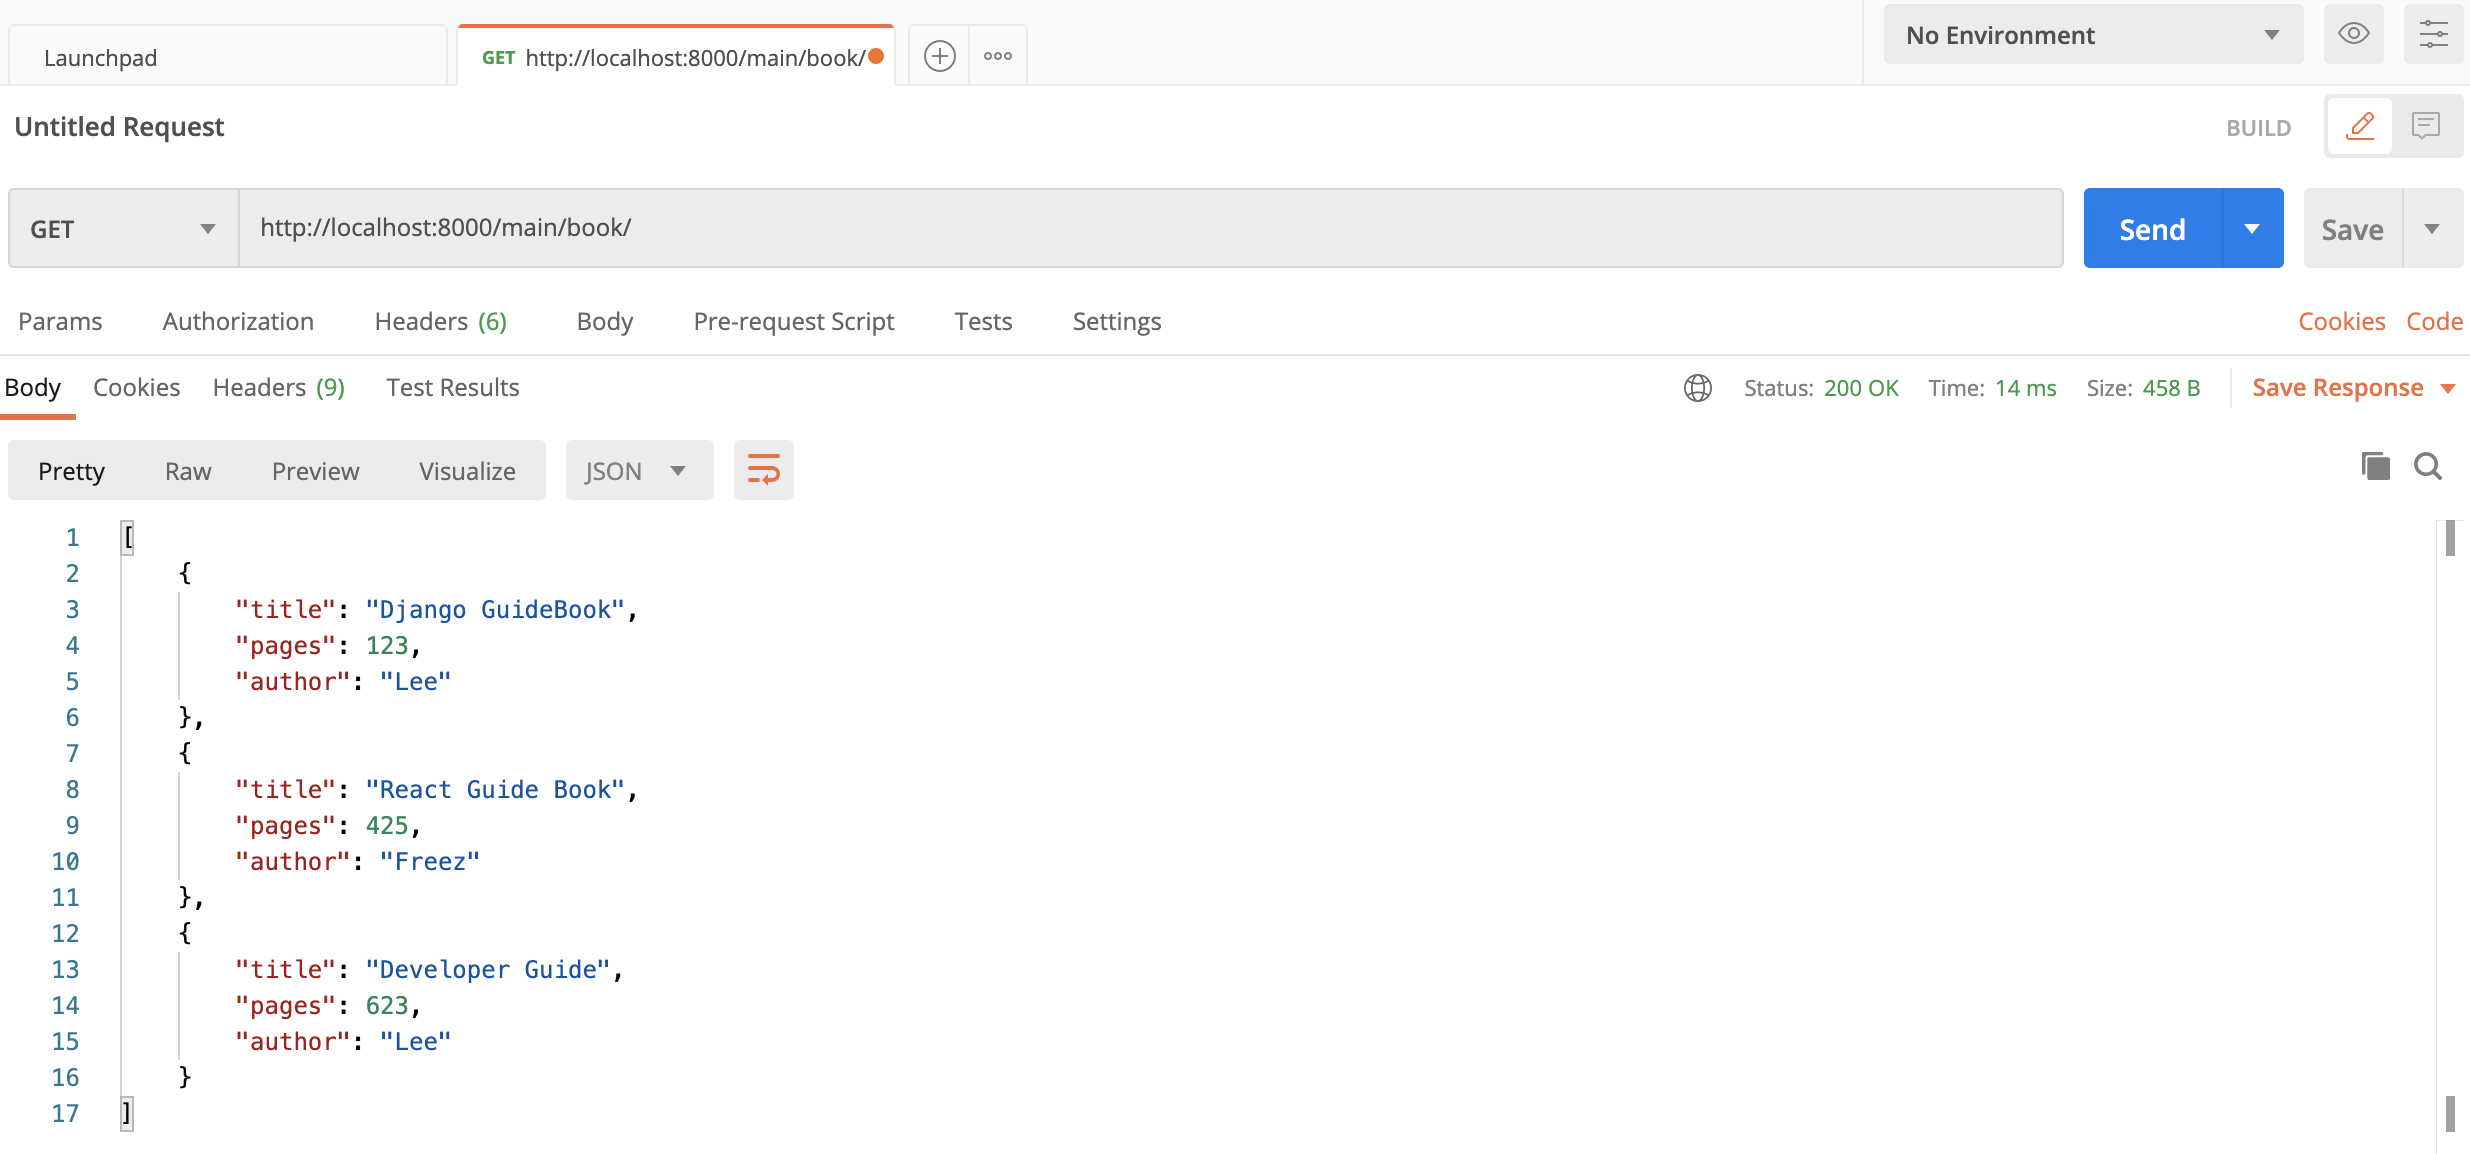 Launchpad
GET http://localhost:8000/main/book/
No Environment
Untitled Request
BUILD
GET http://localhost:8000/main/book/ Send Save
Params Authorization Headers (6) Body Pre-request Script Tests Settings Cookies Code
Body Cookies Headers (9) Test Results Status: 200 OK Time: 14 ms Size: 458 B Save Response
Pretty Raw Preview Visualize JSON
1 [
2 {
3 "title": "Django GuideBook",
4 "pages": 123,
5 "author": "Lee"
6 },
7 {
8 "title": "React Guide Book",
9 "pages": 425,
10 "author": "Freez"
11 },
12 {
13 "title": "Developer Guide",
14 "pages": 623,
15 "author": "Lee"
16 }
17 ]